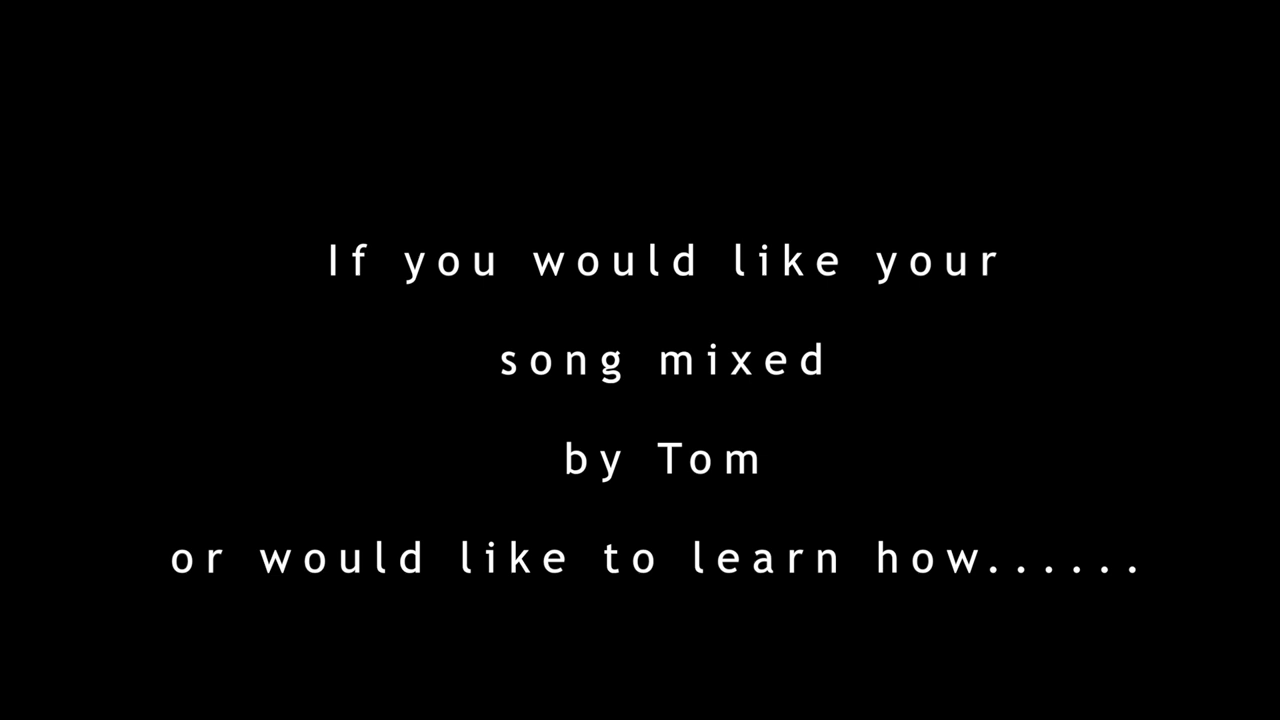 If you would like your
song mixed
by Tom
or would like to learn how......